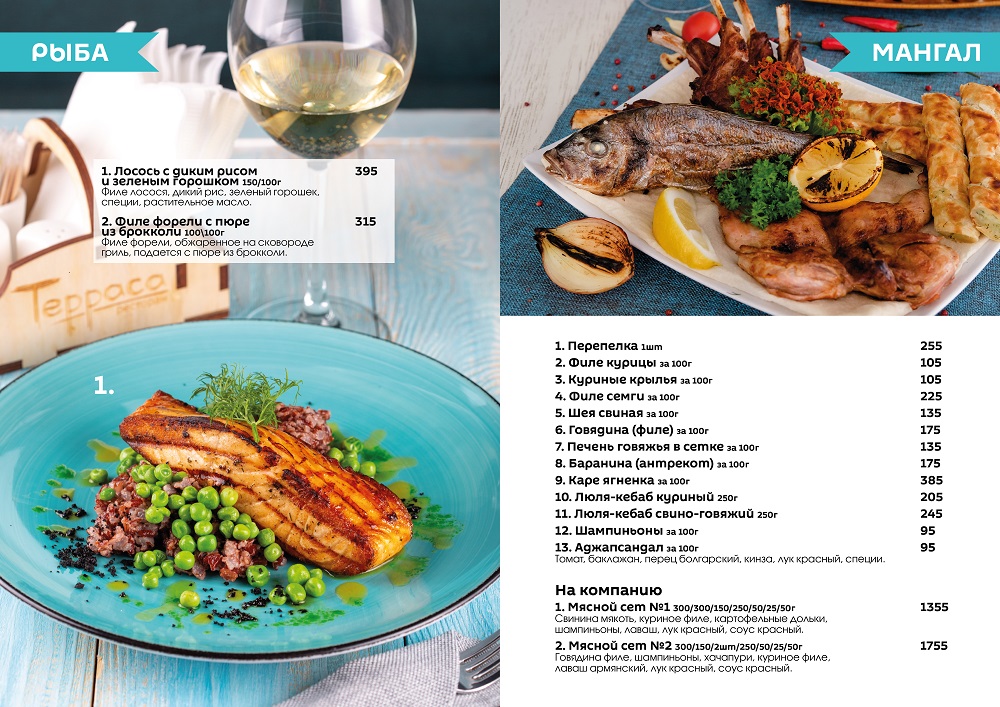 РЫБА
1. Лосось с диким рисом 395
и зеленым горошком 150/100г
Филе лосося, дикий рис, зеленый горошек,
специи, растительное масло.
2. Филе форели с пюре 315
из брокколи 100\100г
Филе форели, обжаренное на сковороде
гриль, подается с пюре из брокколи.
Терраса
1.
МАНГАЛ
1. Перепелка 1шт 255
2. Филе курицы за 100г 105
3. Куриные крылья за 100г 105
4. Филе семги за 100г 225
5. Шея свиная за 100г 135
6. Говядина (филе) за 100г 175
7. Печень говяжья в сетке за 100г 135
8. Баранина (антрекот) за 100г 175
9. Каре ягненка за 100г 385
10. Люля-кебаб куриный 250г 205
11. Люля-кебаб свино-говяжий 250г 245
12. Шампиньоны за 100г 95
13. Аджапсандал за 100г 95
Томат, баклажан, перец болгарский, кинза, лук красный, специи.
На компанию
1. Мясной сет №1 300/300/150/250/50/25/50г 1355
Свинина мякоть, куриное филе, картофельные дольки,
шампиньоны, лаваш, лук красный, соус красный.
2. Мясной сет №2 300/150/2шт/250/50/25/50г 1755
Говядина филе, шампиньоны, хачапури, куриное филе,
лаваш армянский, лук красный, соус красный.